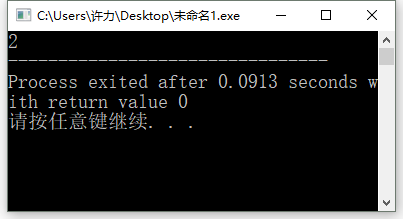 C:\Users\许力\Desktop\未命名1.exe
2
--------------------------------
Process exited after 0.0913 seconds w
ith return value 0
请按任意键继续. . .